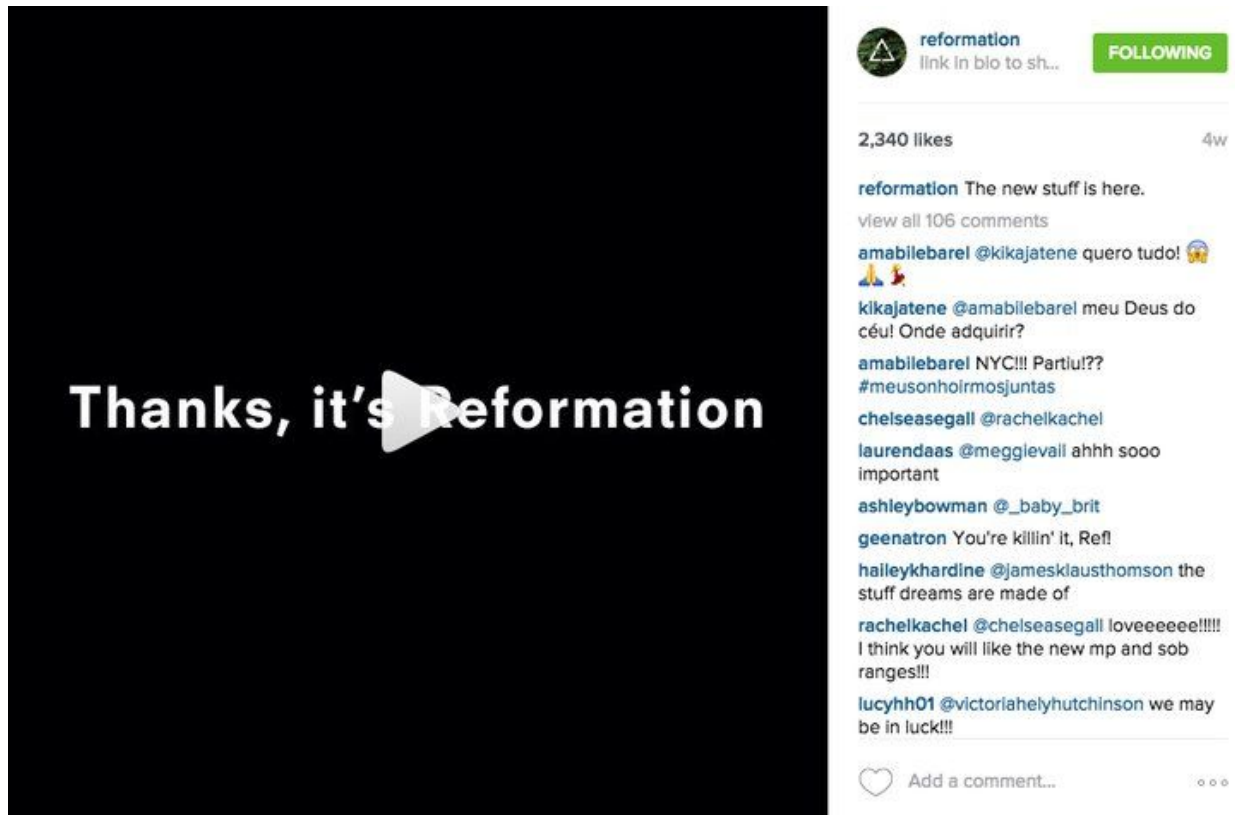 Thanks, it's Reformation
reformation
link in bio to sh...
FOLLOWING
2,340 likes
4w
reformation The new stuff is here.
view all 106 comments
amabilebarel @kikajatene quero tudo! 😱
🙏💃
kikajatene @amabilebarel meu Deus do
céu! Onde adquirir?
amabilebarel NYC!!! Partiu!??
#meusonhoirmosjuntas
chelseasegall @rachelkachel
laurendaas @meggievail ahhh sooo
important
ashleybowman @_baby_brit
geenatron You're killin' it, Ref!
haileykhardine @jamesklausthomson the
stuff dreams are made of
rachelkachel @chelseasegall loveeeeee!!!!!
I think you will like the new mp and sob
ranges!!!
lucyhh01 @victoriahelyhutchinson we may
be in luck!!!
Add a comment...